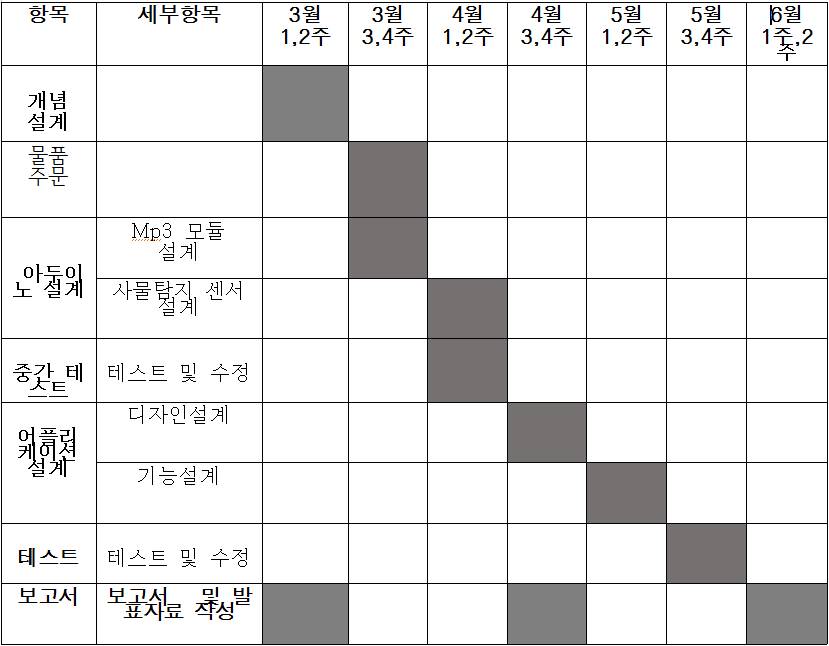 항목 세부항목 3월 3월 4월 4월 5월 5월 6월
1,2주 3,4주 1,2주 3,4주 1,2주 3,4주 1주,2
주
개념
설계
물품
주문
아두이
노 설계
Mp3 모듈
설계
사물탐지 센서
설계
중간 테
스트
테스트 및 수정
어플리
케이션
설계
디자인설계
기능설계
테스트 테스트 및 수정
보고서 보고서 및 발
표자료 작성